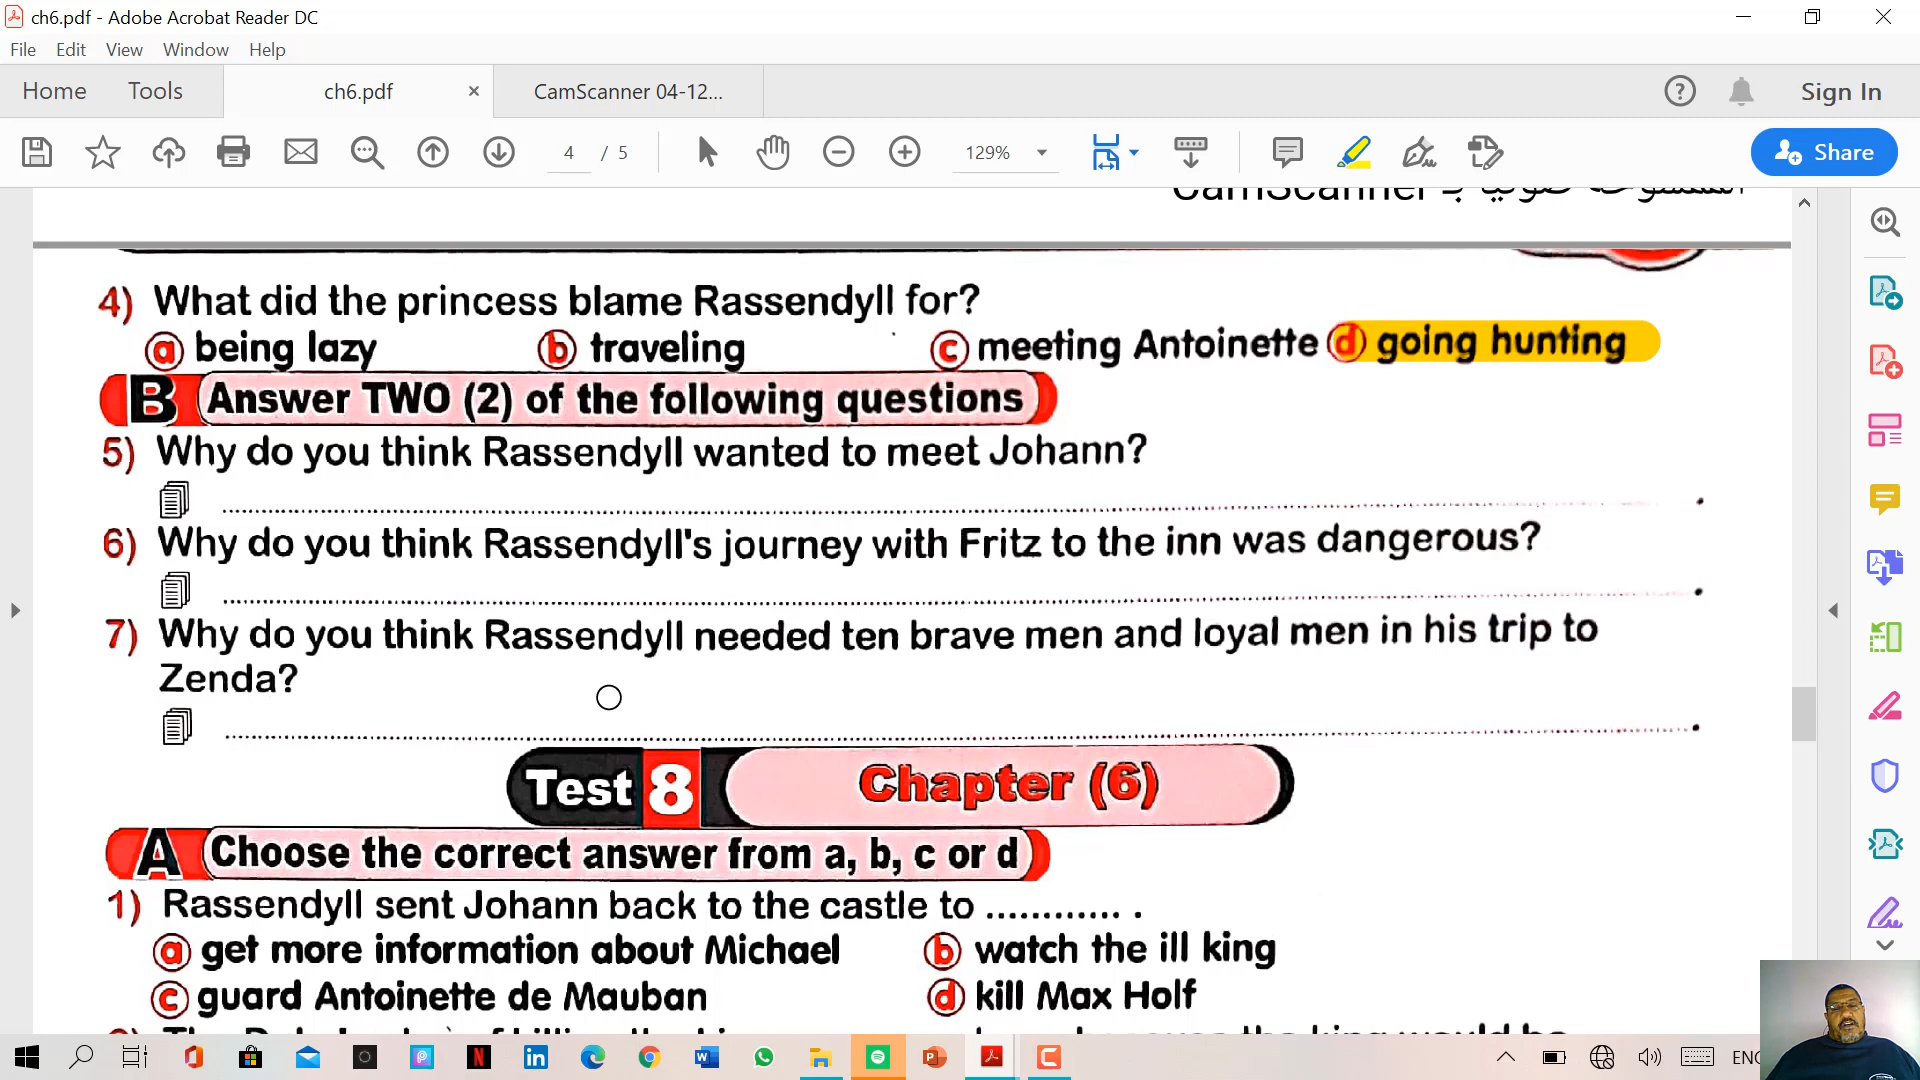 ch6.pdf - Adobe Acrobat Reader DC
File Edit View Window Help
Home Tools ch6.pdf × CamScanner 04-12... Sign In
4 / 5 129% Share
CamScanner
4) What did the princess blame Rassendyll for?
a being lazy b traveling c meeting Antoinette d going hunting
B Answer TWO (2) of the following questions
5) Why do you think Rassendyll wanted to meet Johann?
6) Why do you think Rassendyll's journey with Fritz to the inn was dangerous?
7) Why do you think Rassendyll needed ten brave men and loyal men in his trip to
Zenda?
Test 8 Chapter (6)
A Choose the correct answer from a, b, c or d
1) Rassendyll sent Johann back to the castle to ............ .
a get more information about Michael b watch the ill king
c guard Antoinette de Mauban d kill Max Holf
ENG